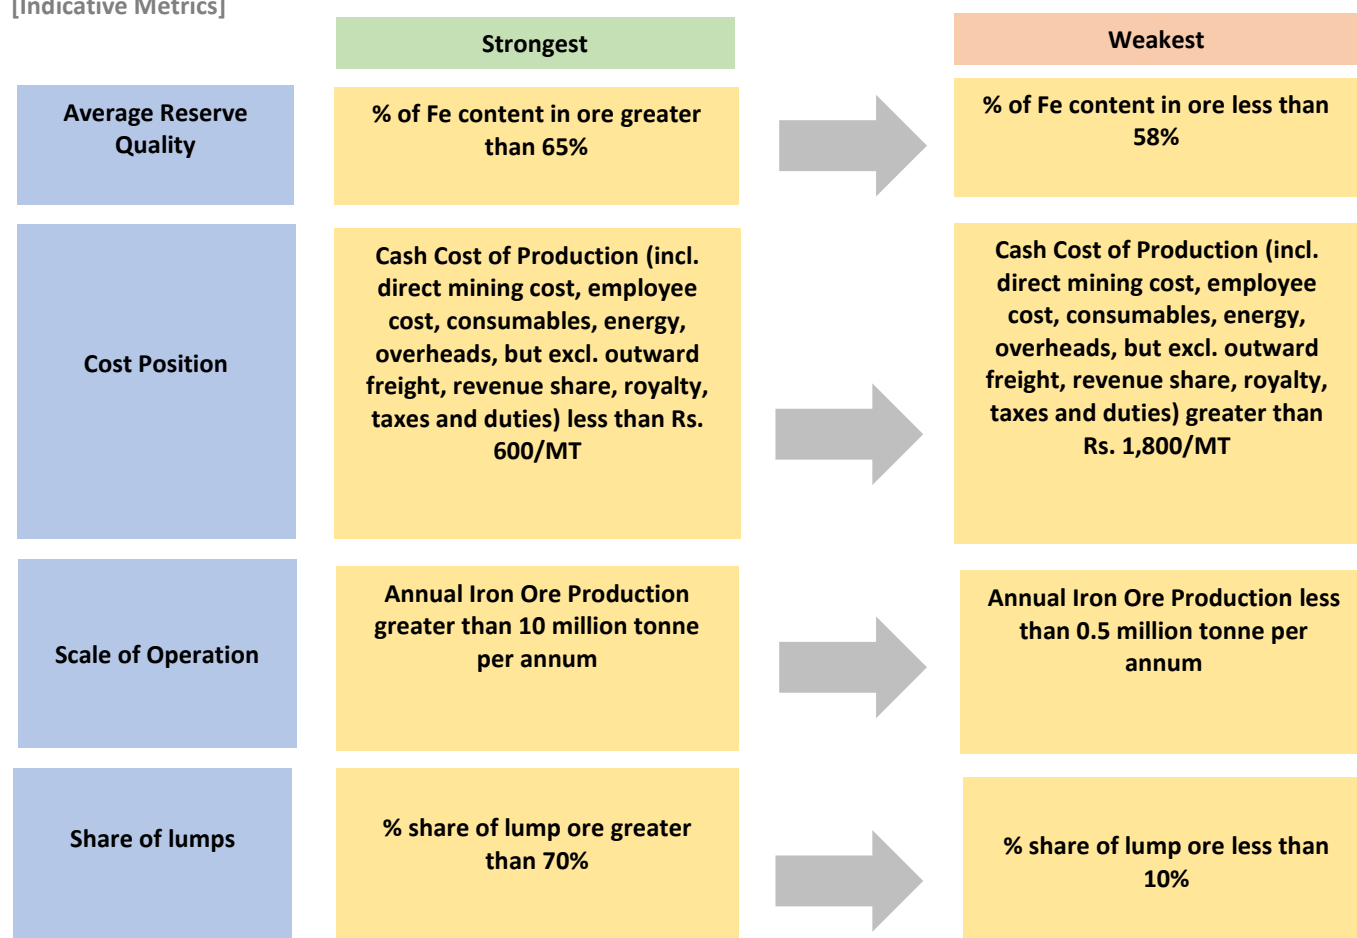 [Indicative Metrics]
Strongest
Weakest
Average Reserve
Quality
% of Fe content in ore greater
than 65%
% of Fe content in ore less than
58%
Cost Position
Cash Cost of Production (incl.
direct mining cost, employee
cost, consumables, energy,
overheads, but excl. outward
freight, revenue share, royalty,
taxes and duties) less than Rs.
600/MT
Cash Cost of Production (incl.
direct mining cost, employee
cost, consumables, energy,
overheads, but excl. outward
freight, revenue share, royalty,
taxes and duties) greater than
Rs. 1,800/MT
Scale of Operation
Annual Iron Ore Production
greater than 10 million tonne
per annum
Annual Iron Ore Production less
than 0.5 million tonne per
annum
Share of lumps
% share of lump ore greater
than 70%
% share of lump ore less than
10%